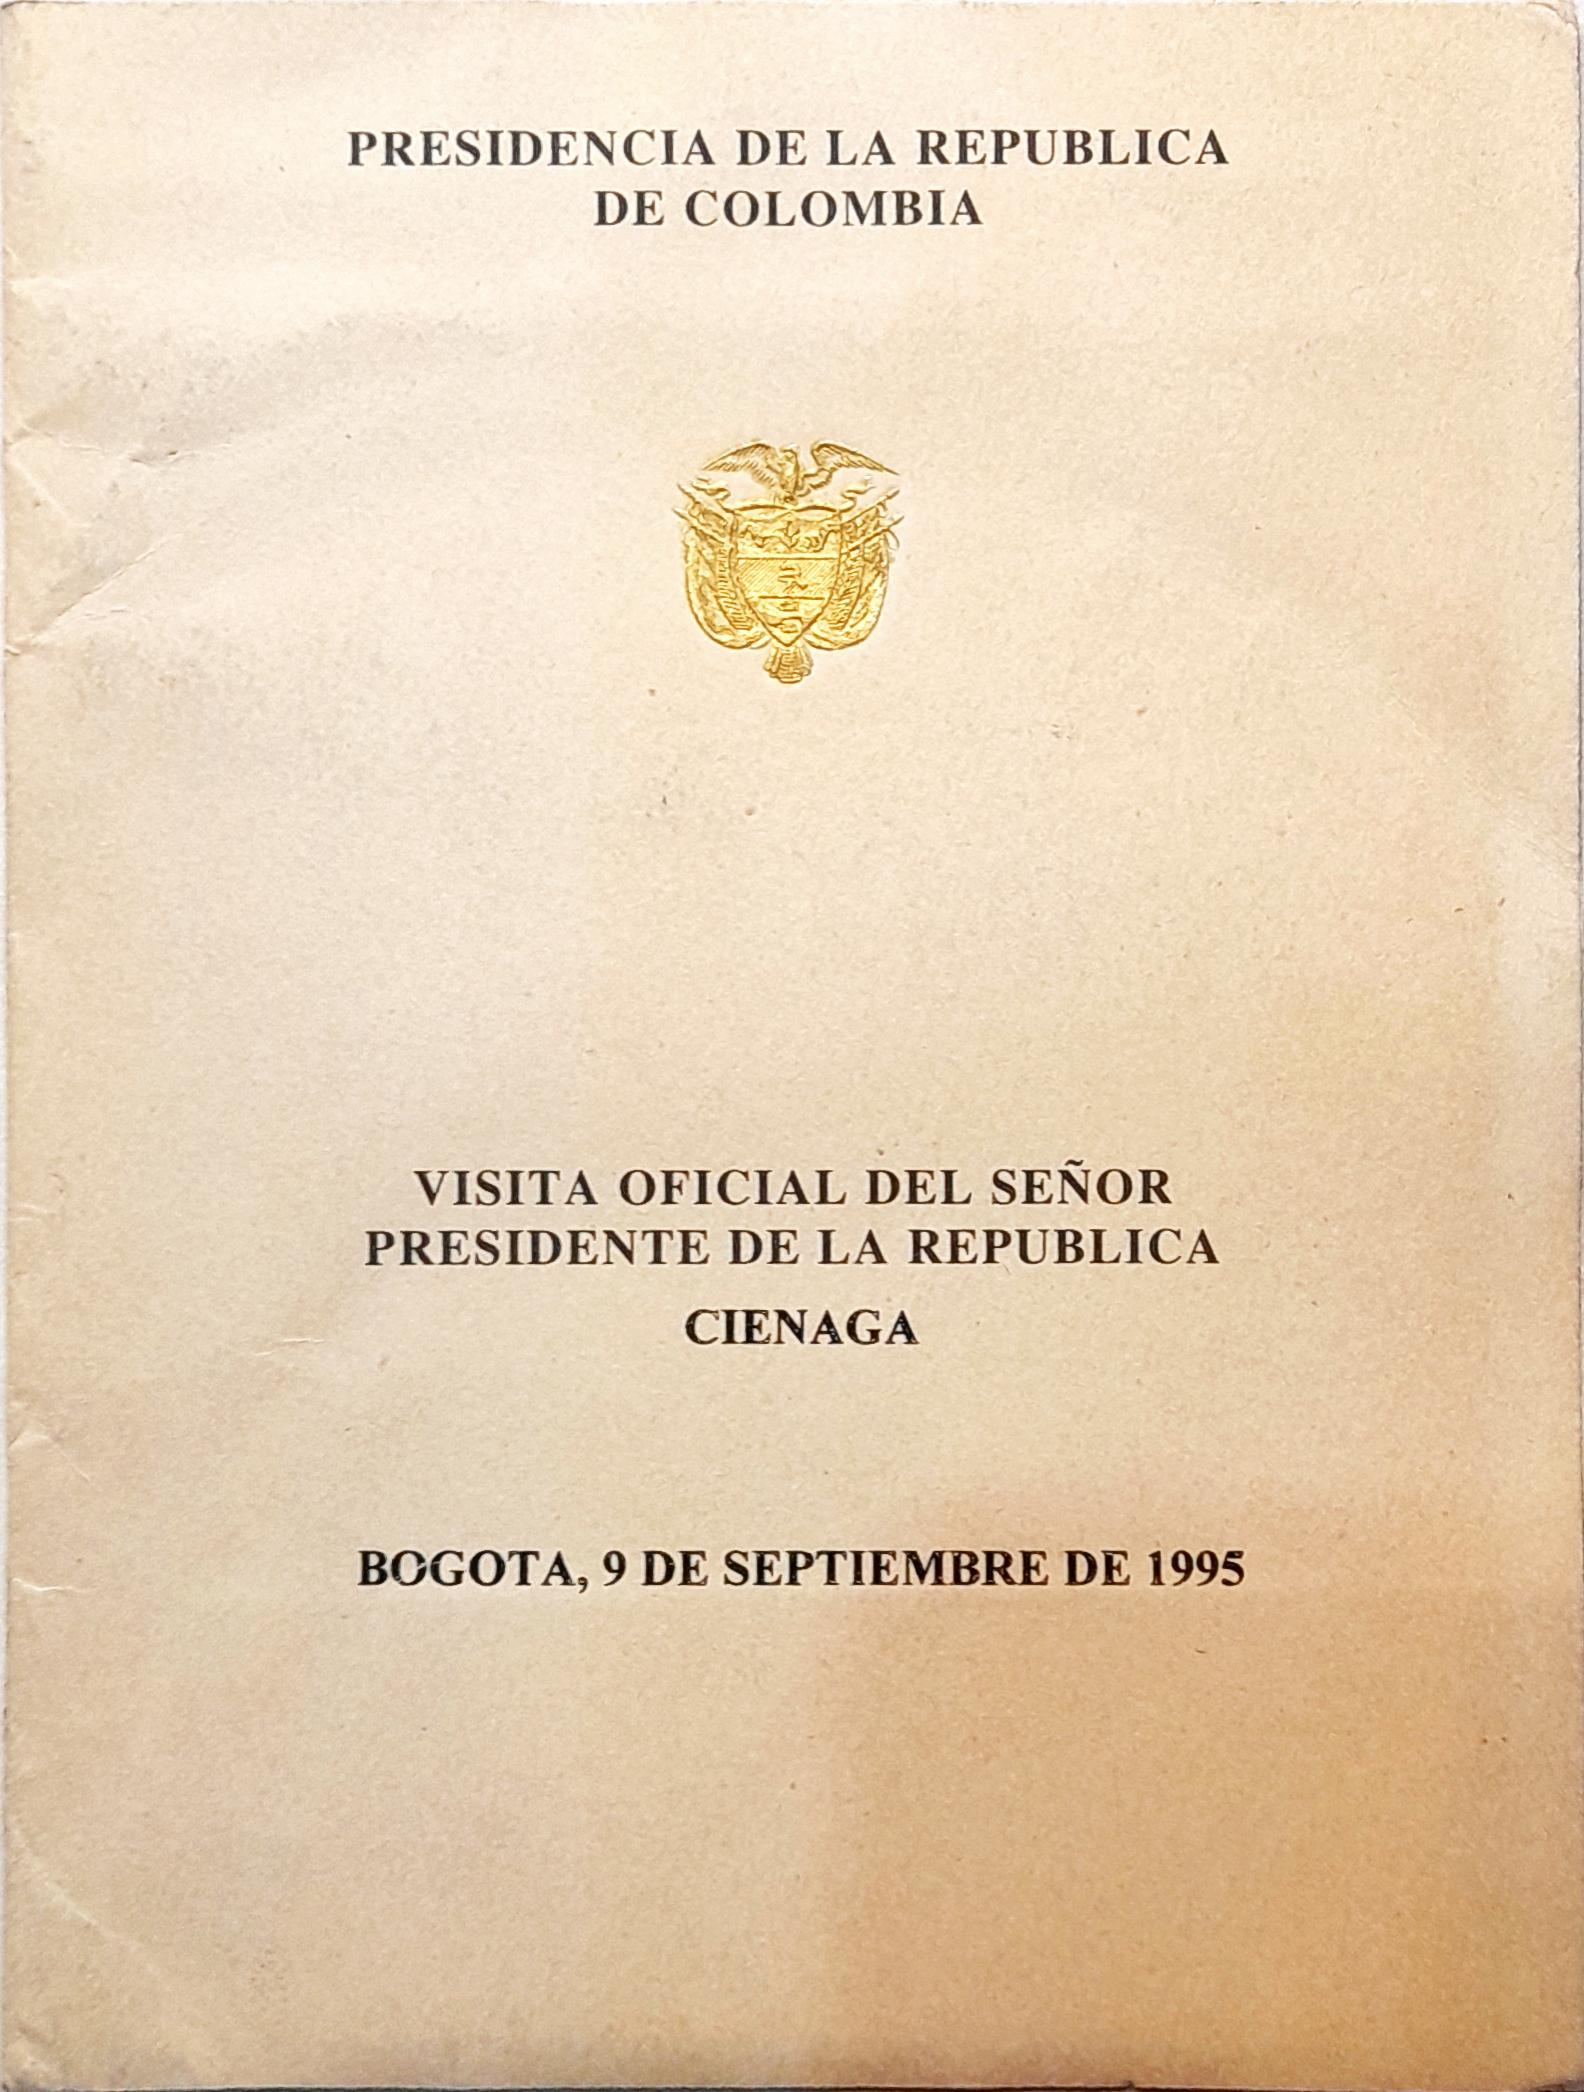 PRESIDENCIA DE LA REPUBLICA
DE COLOMBIA
VISITA OFICIAL DEL SEÑOR
PRESIDENTE DE LA REPUBLICA
CIENAGA
BOGOTA, 9 DE SEPTIEMBRE DE 1995